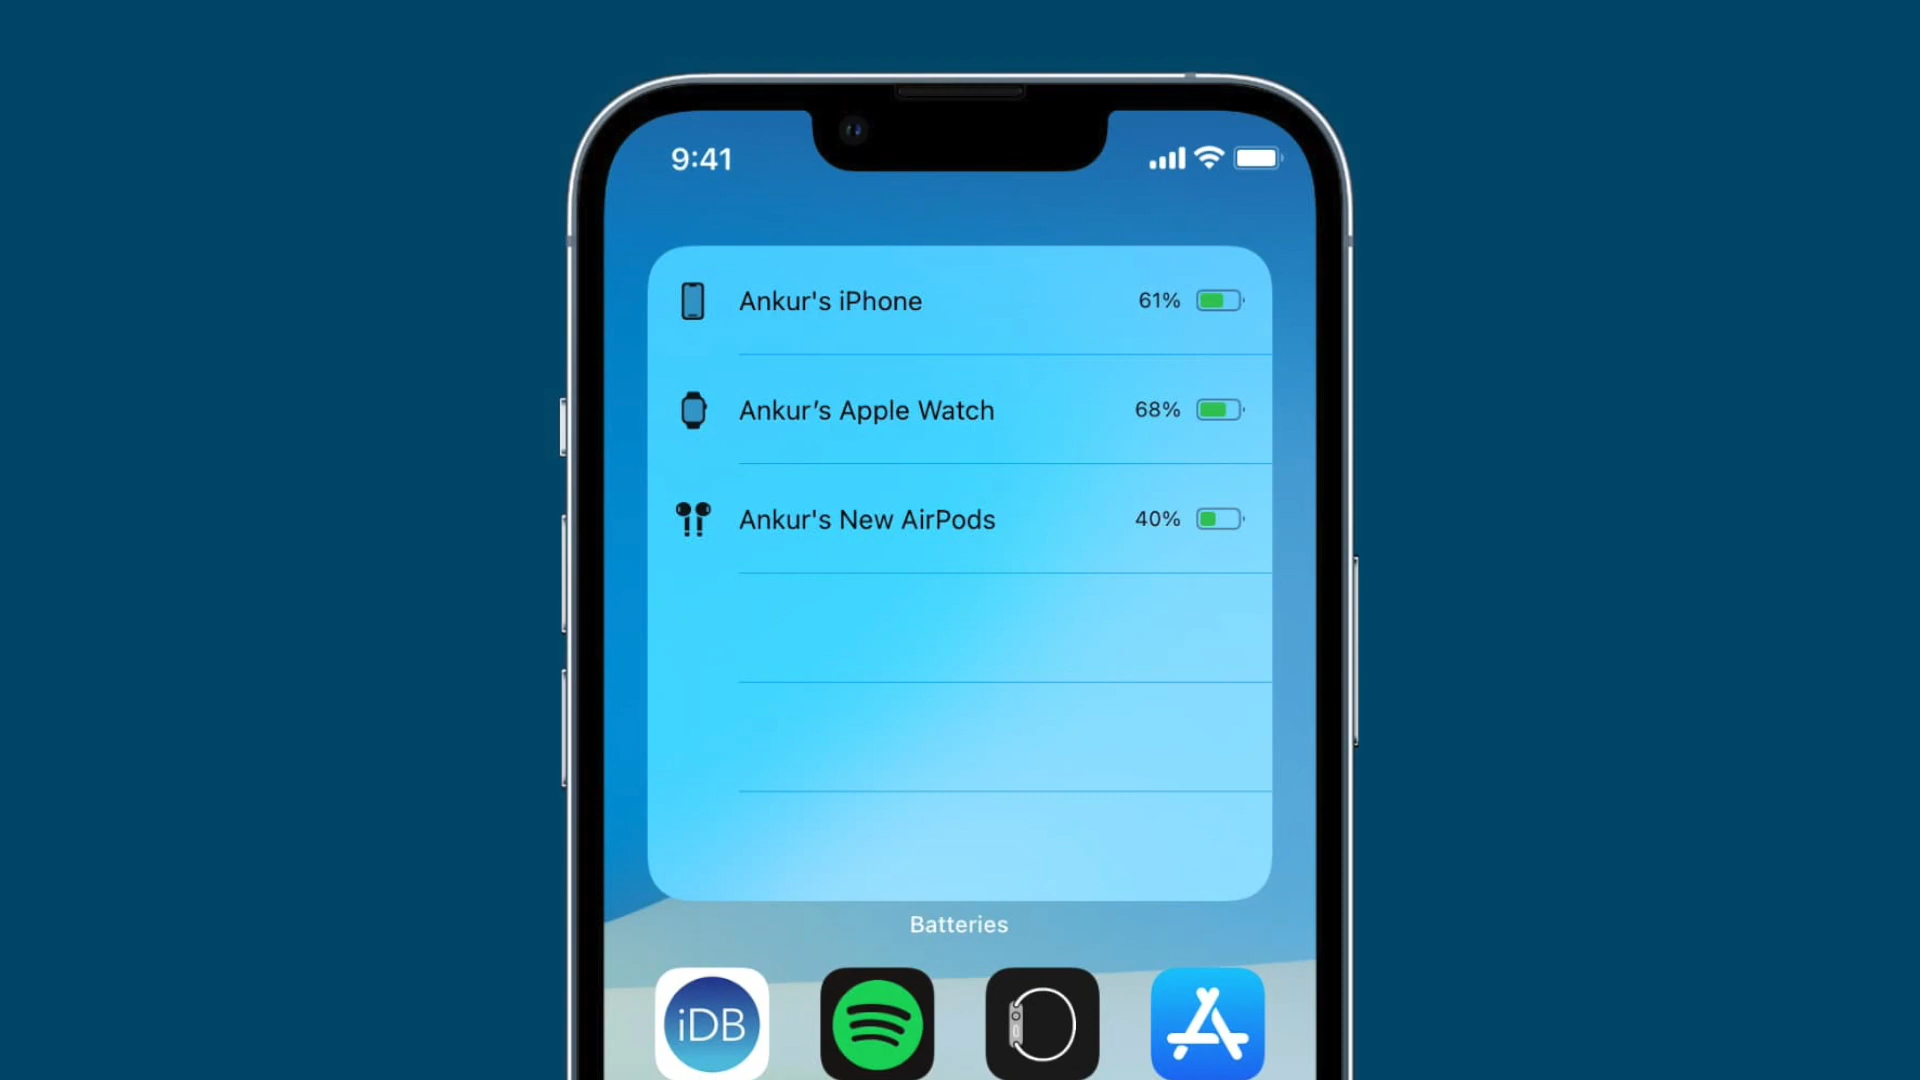 9:41
Ankur's iPhone 61%
Ankur’s Apple Watch 68%
Ankur's New AirPods 40%
Batteries
iDB